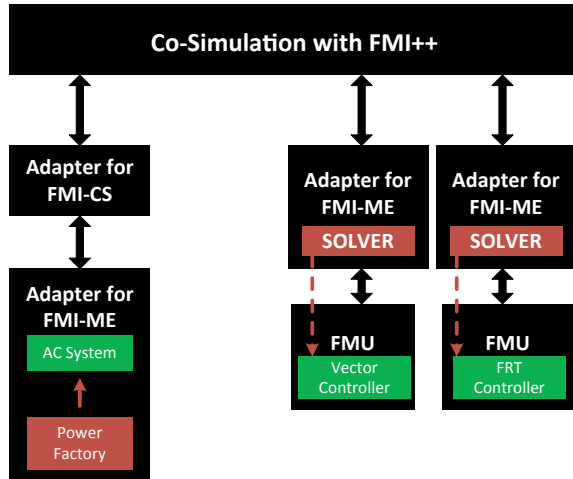 Co-Simulation with FMI++
Adapter for
FMI-CS
Adapter for
FMI-ME
SOLVER
Adapter for
FMI-ME
SOLVER
Adapter for
FMI-ME
AC System
Power
Factory
FMU
Vector
Controller
FMU
FRT
Controller